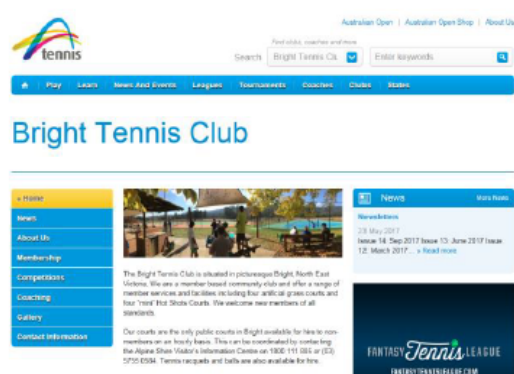 Australian Open | Australian Open Shop | About Us
tennis
Find clubs, coaches and more
Search Bright Tennis Ca Enter keywords
Play Learn News And Events Leagues Tournaments Coaches Clubs States
Bright Tennis Club
» Home
News
About Us
Membership
Competitions
Coaching
Gallery
Contact Information
The Bright Tennis Club is situated in picturesque Bright, North East
Victoria. We are a member based community club and offer a range of
member services and facilities including four artificial grass courts and
four "mini" Hot Shots Courts. We welcome new members of all
standards.
Our courts are the only public courts in Bright available for hire to non-
members on an hourly basis. This can be coordinated by contacting
the Alpine Shire Visitor's Information Centre on 1800 111 885 or (03)
5755 0584. Tennis racquets and balls are also available for hire.
News More News
Newsletters
29 May 2017
Issue 14: Sep 2017 Issue 13: June 2017 Issue
12: March 2017... » Read more
FANTASY Tennis LEAGUE
FANTASYTENNISLEAGUE.COM